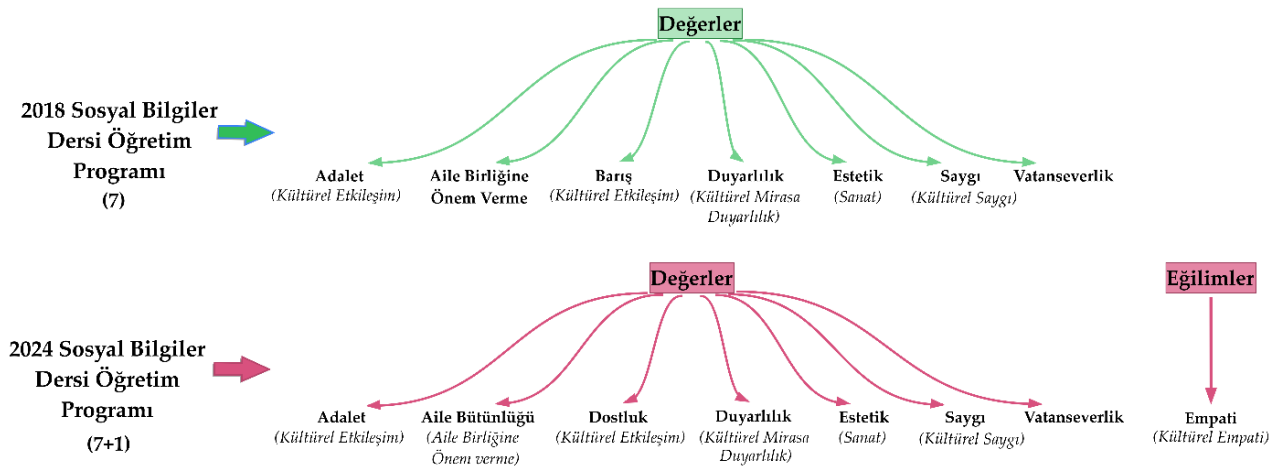 Değerler
2018 Sosyal Bilgiler
Dersi Öğretim
Programı
(7)
Adalet
(Kültürel Etkileşim)
Aile Birliğine
Önem Verme
Barış
(Kültürel Etkileşim)
Duyarlılık
(Kültürel Mirasa
Duyarlılık)
Estetik
(Sanat)
Saygı
(Kültürel Saygı)
Vatanseverlik
Değerler
Eğilimler
2024 Sosyal Bilgiler
Dersi Öğretim
Programı
(7+1)
Adalet
(Kültürel Etkileşim)
Aile Bütünlüğü
(Aile Birliğine
Önem verme)
Dostluk
(Kültürel Etkileşim)
Duyarlılık
(Kültürel Mirasa
Duyarlılık)
Estetik
(Sanat)
Saygı
(Kültürel Saygı)
Vatanseverlik
Empati
(Kültürel Empati)